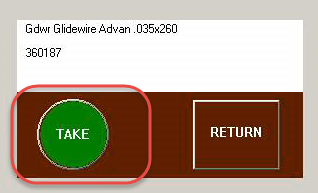 Gdwr Glidewire Advan .035x260
360187
TAKE RETURN